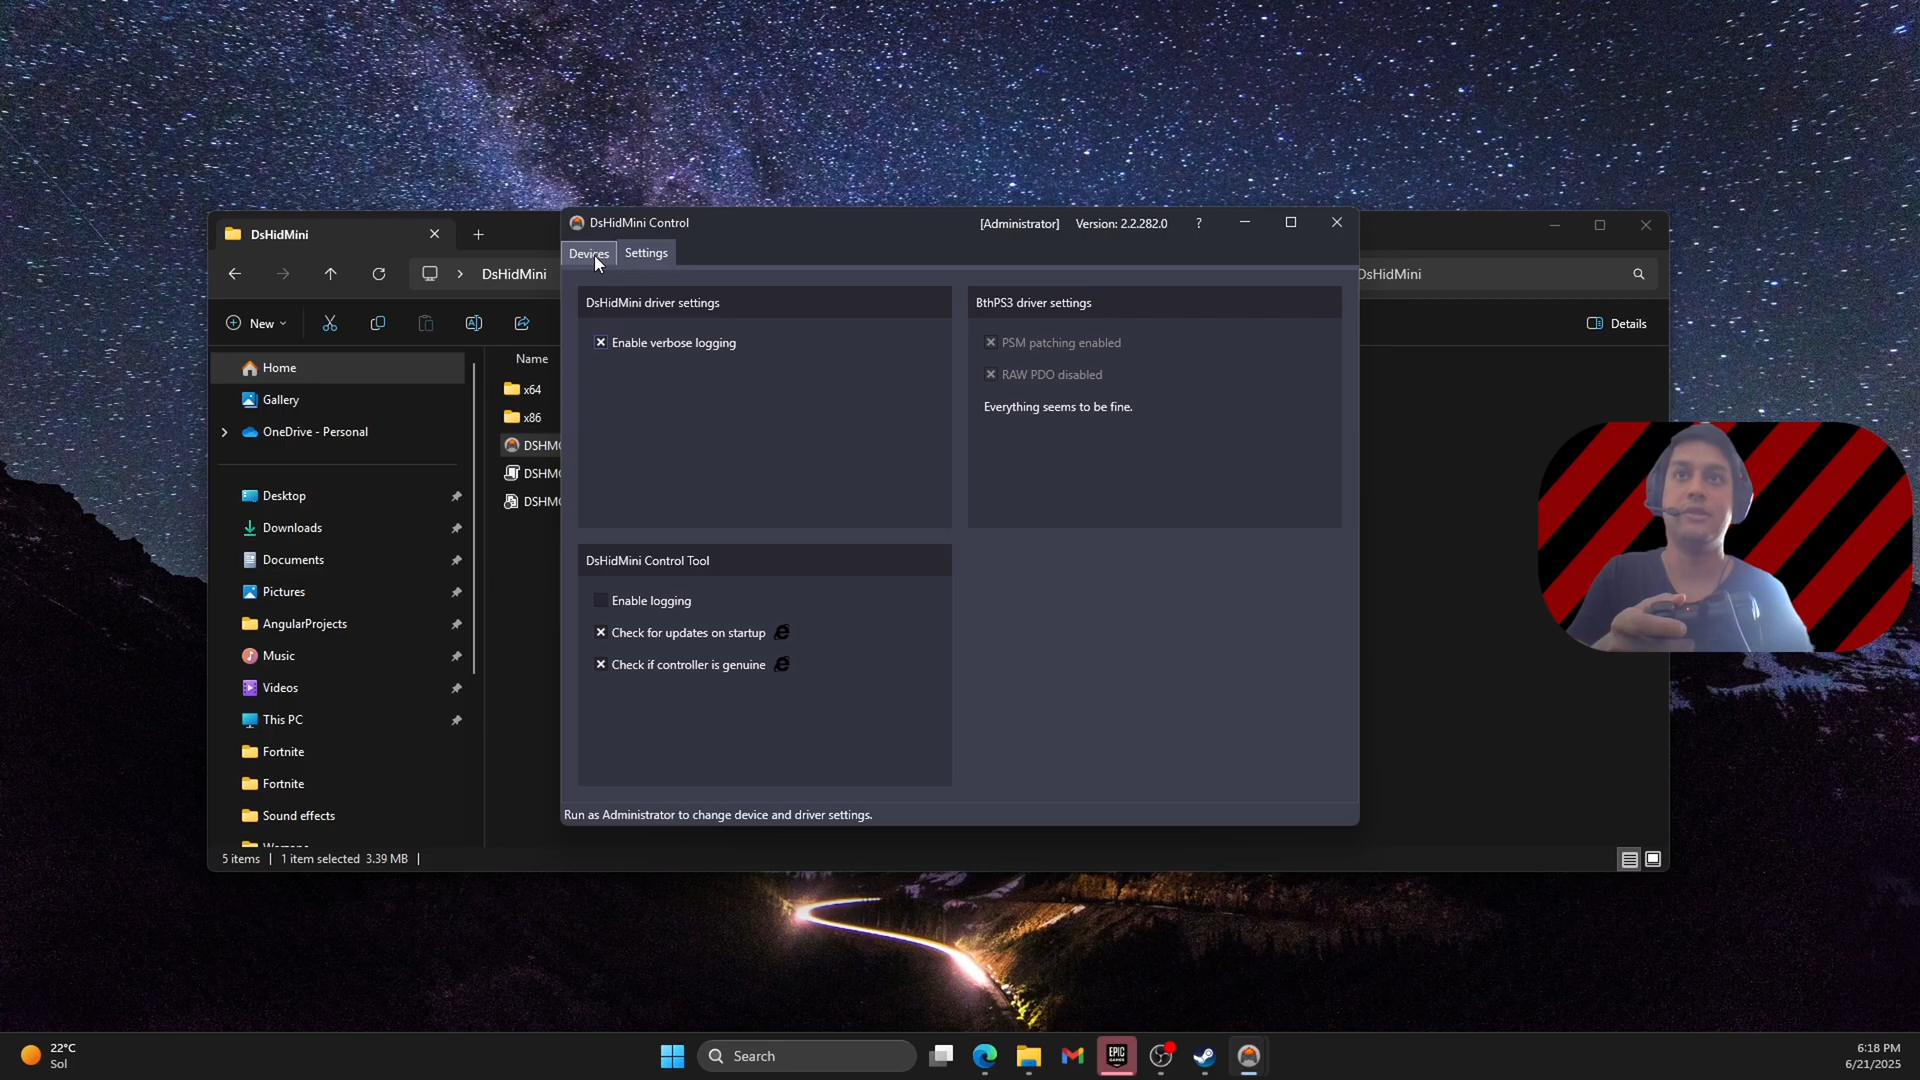 DsHidMini
DsHidMini Control
[Administrator]
Version: 2.2.282.0
?
Devices
Settings
DsHidMini
DsHidMini
New
Details
DsHidMini driver settings
Enable verbose logging
BthPS3 driver settings
PSM patching enabled
RAW PDO disabled
Everything seems to be fine.
DsHidMini Control Tool
Enable logging
Check for updates on startup
Check if controller is genuine
Run as Administrator to change device and driver settings.
Home
Gallery
OneDrive - Personal
Desktop
Downloads
Documents
Pictures
AngularProjects
Music
Videos
This PC
Fortnite
Fortnite
Sound effects
Name
x64
x86
5 items
1 item selected 3.39 MB
22°C
Sol
Search
EPIC
GAMES
6:18 PM
6/21/2025